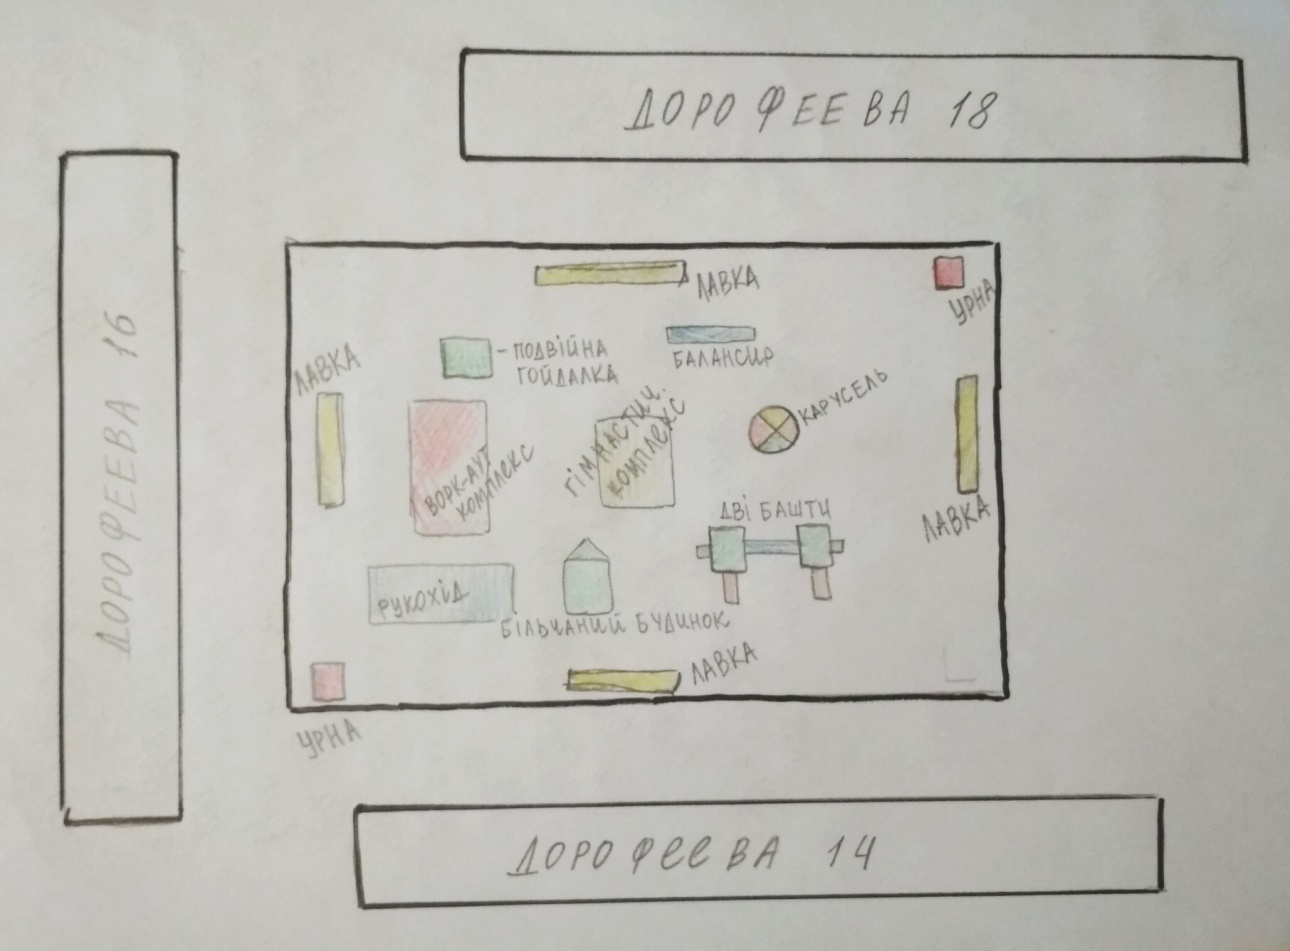 ДОРОФЕЕВА 18
ДОРОФЕЕВА 16
ЛАВКА
УРНА
- ПОДВІЙНА
ГОЙДАЛКА
БАЛАНСИР
ЛАВКА
КАРУСЕЛЬ
ВОРК-АУТ
КОМПЛЕКС
ГІМНАСТИЧ.
КОМПЛЕКС
ДВІ БАШТИ
ЛАВКА
РУКОХІД
БІЛЬЧАНИЙ БУДИНОК
ЛАВКА
УРНА
ДОРОФЕЕВА 14